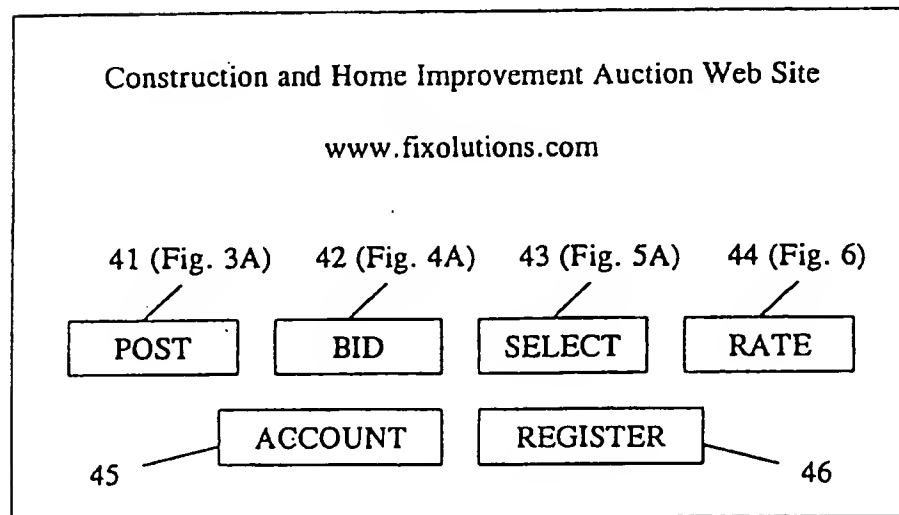 Construction and Home Improvement Auction Web Site
www.fixolutions.com
41 (Fig. 3A) 42 (Fig. 4A) 43 (Fig. 5A) 44 (Fig. 6)
POST BID SELECT RATE
ACCOUNT REGISTER
45 46